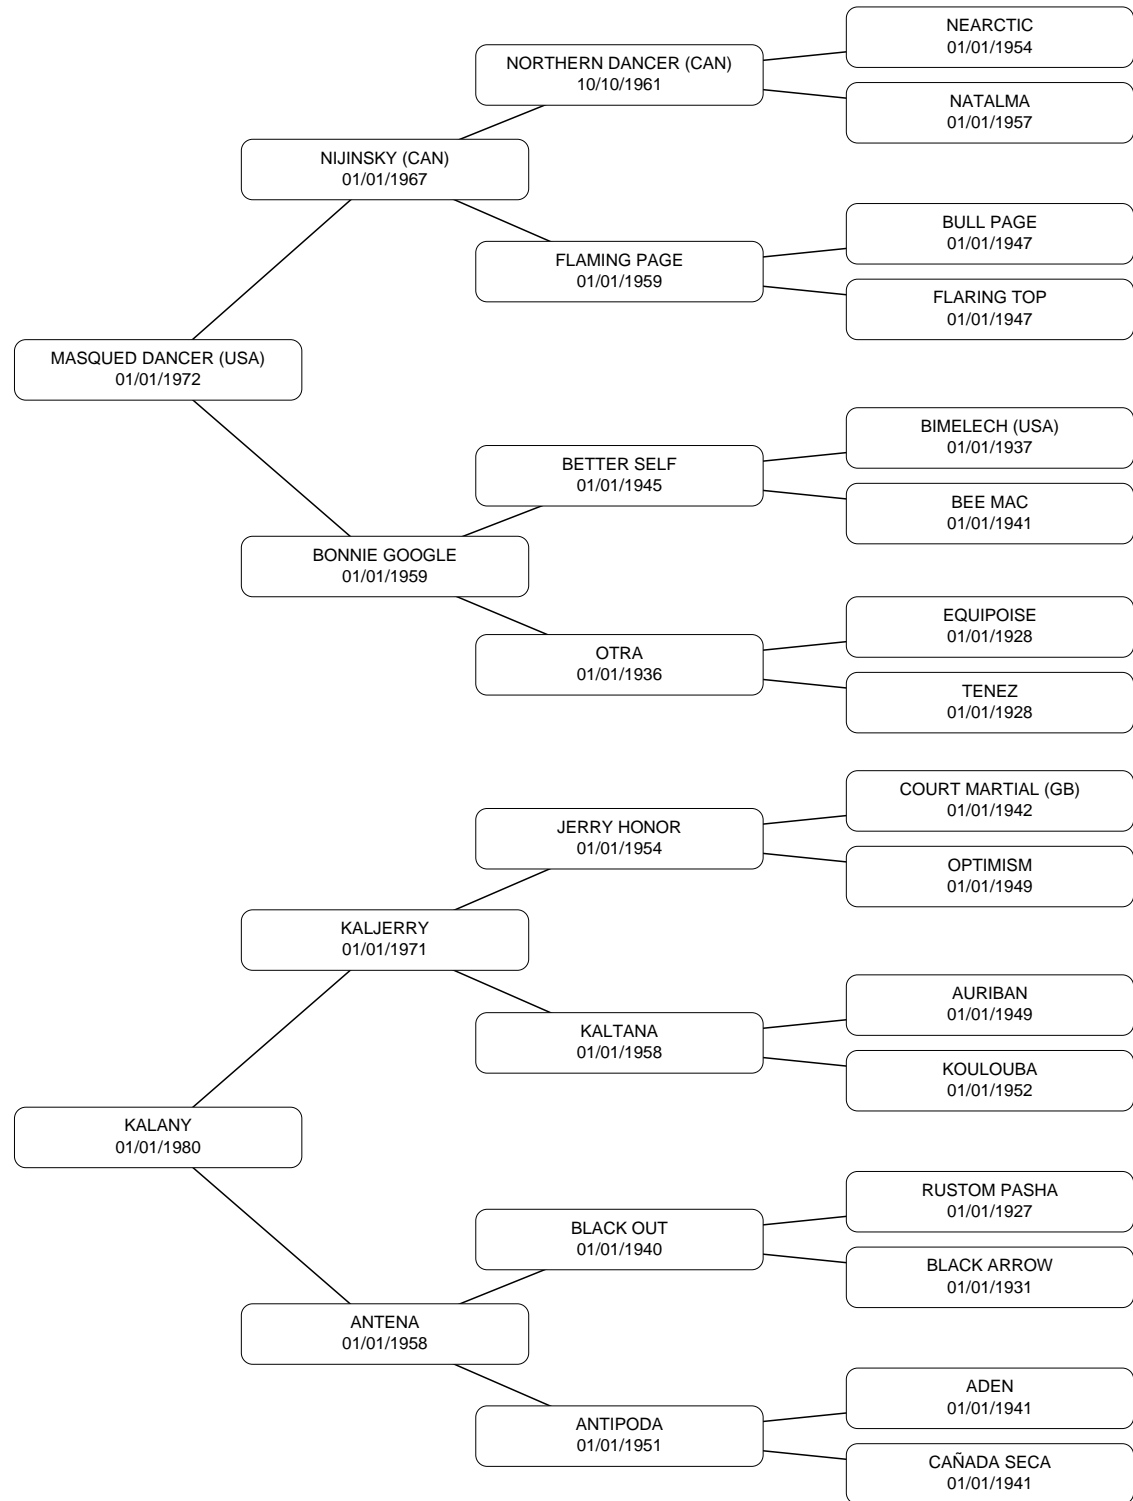 NEARCTIC
01/01/1954
NORTHERN DANCER (CAN)
10/10/1961
NATALMA
01/01/1957
NIJINSKY (CAN)
01/01/1967
BULL PAGE
01/01/1947
FLAMING PAGE
01/01/1959
FLARING TOP
01/01/1947
MASQUED DANCER (USA)
01/01/1972
BIMELECH (USA)
01/01/1937
BETTER SELF
01/01/1945
BEE MAC
01/01/1941
BONNIE GOOGLE
01/01/1959
EQUIPOISE
01/01/1928
OTRA
01/01/1936
TENEZ
01/01/1928
COURT MARTIAL (GB)
01/01/1942
JERRY HONOR
01/01/1954
OPTIMISM
01/01/1949
KALJERRY
01/01/1971
AURIBAN
01/01/1949
KALTANA
01/01/1958
KOULOUBA
01/01/1952
KALANY
01/01/1980
RUSTOM PASHA
01/01/1927
BLACK OUT
01/01/1940
BLACK ARROW
01/01/1931
ANTENA
01/01/1958
ADEN
01/01/1941
ANTIPODA
01/01/1951
CAÑADA SECA
01/01/1941